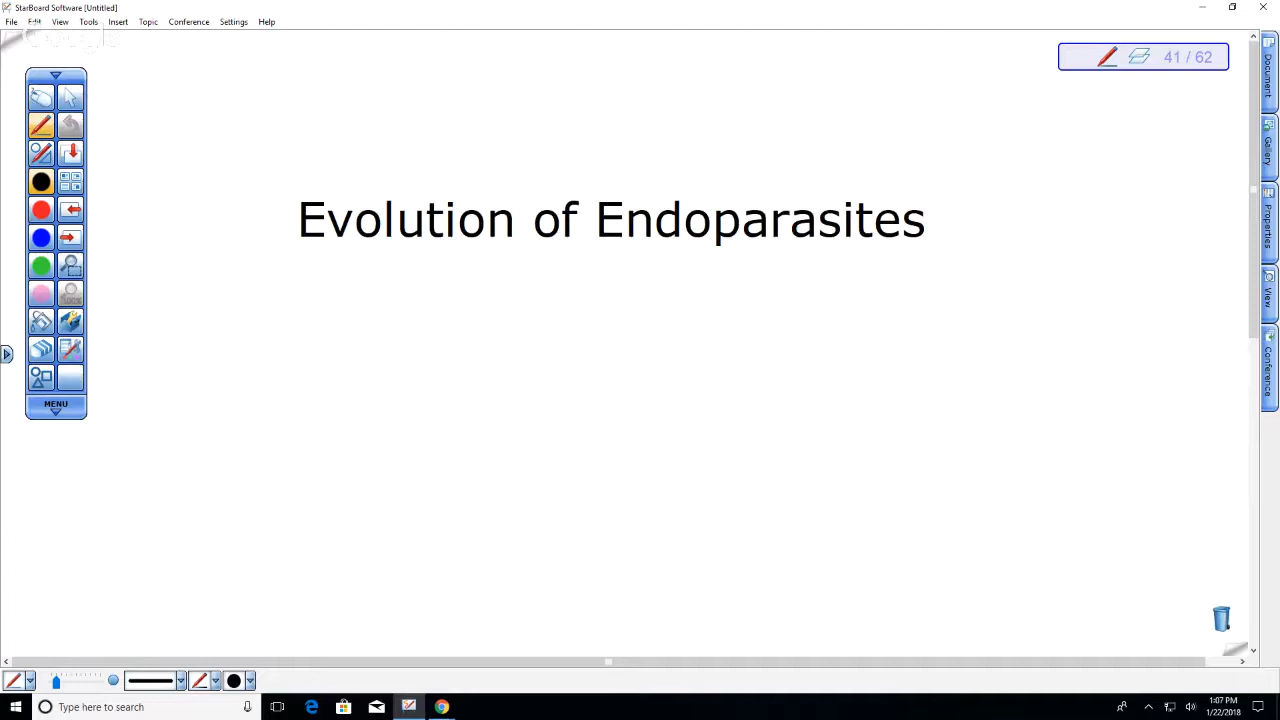 StarBoard Software [Untitled]
File Edit View Tools Insert Topic Conference Settings Help
41 / 62
Document
Gallery
Properties
View
Conference
Evolution of Endoparasites
MENU
Type here to search
1:07 PM
1/22/2018